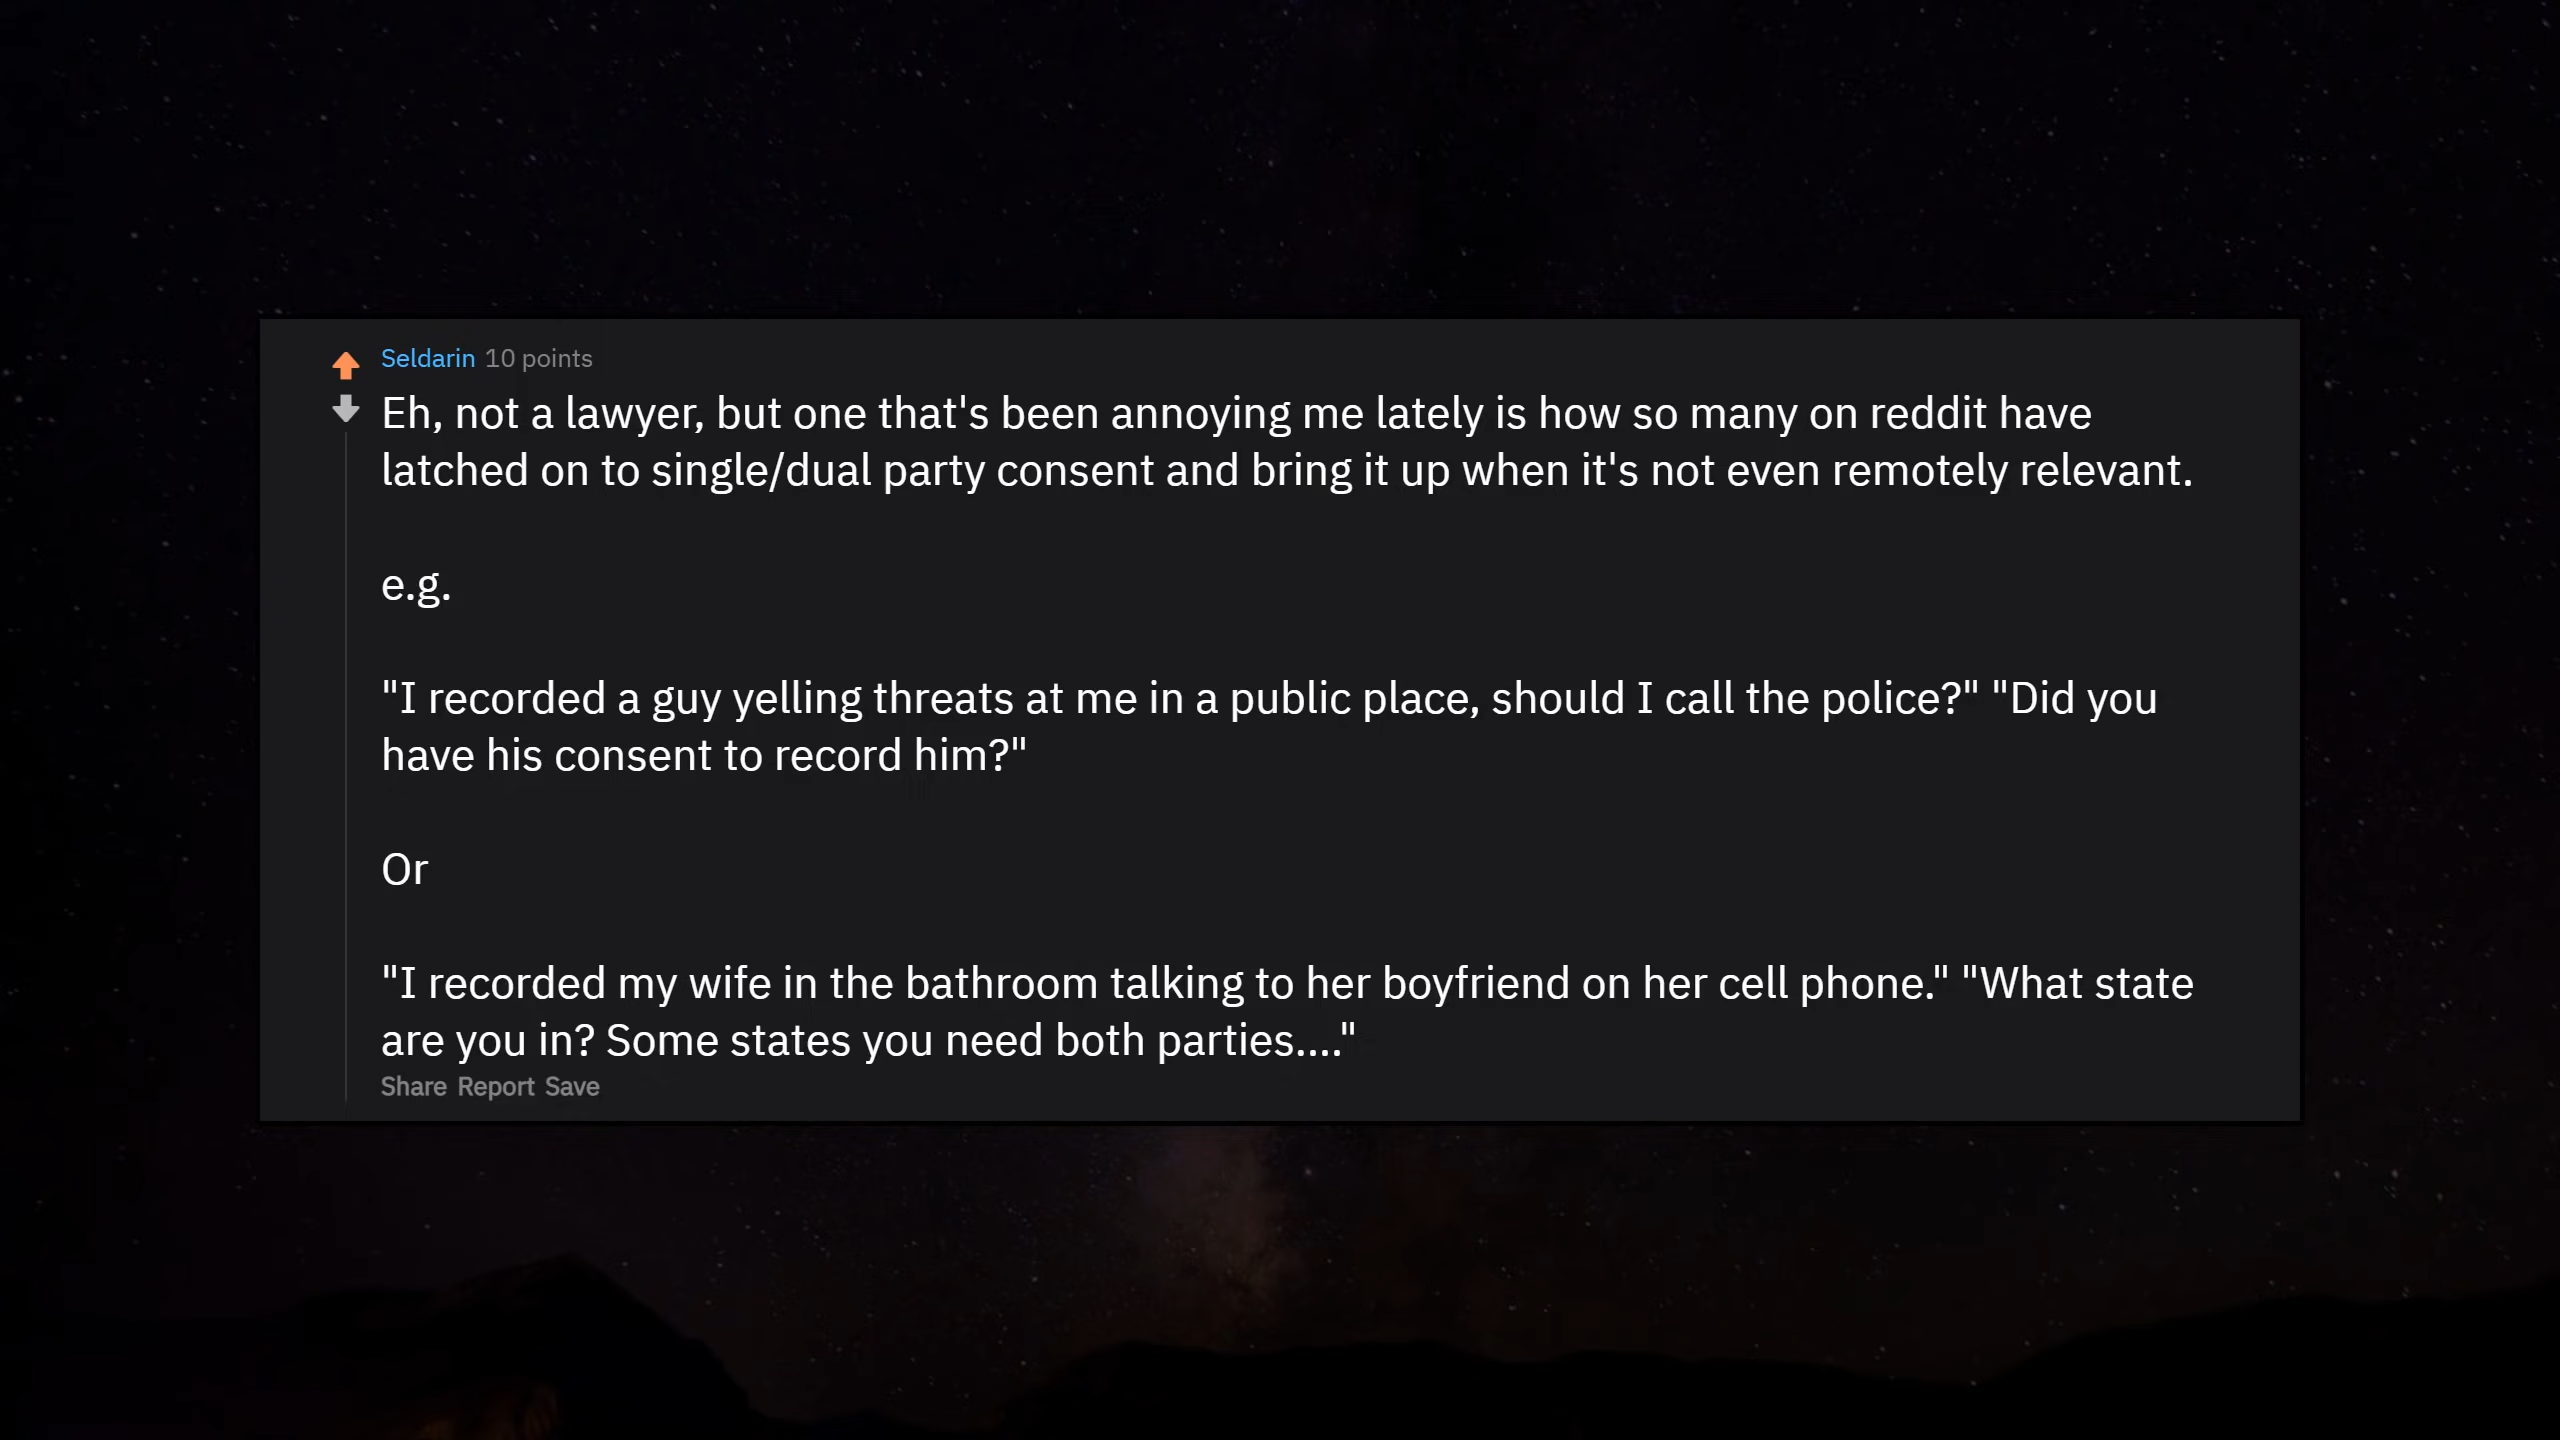 Seldarin 10 points
Eh, not a lawyer, but one that's been annoying me lately is how so many on reddit have
latched on to single/dual party consent and bring it up when it's not even remotely relevant.
e.g.
"I recorded a guy yelling threats at me in a public place, should I call the police?" "Did you
have his consent to record him?"
Or
"I recorded my wife in the bathroom talking to her boyfriend on her cell phone." "What state
are you in? Some states you need both parties...."
Share Report Save